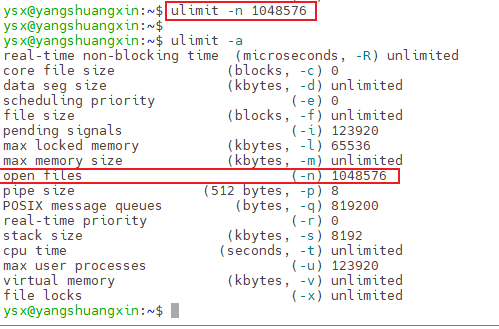 ysx@yangshuangxin:~$ ulimit -n 1048576
ysx@yangshuangxin:~$
ysx@yangshuangxin:~$ ulimit -a
real-time non-blocking time  (microseconds, -R) unlimited
core file size              (blocks, -c) 0
data seg size               (kbytes, -d) unlimited
scheduling priority                 (-e) 0
file size                   (blocks, -f) unlimited
pending signals                     (-i) 123920
max locked memory           (kbytes, -l) 65536
max memory size             (kbytes, -m) unlimited
open files                          (-n) 1048576
pipe size                (512 bytes, -p) 8
POSIX message queues         (bytes, -q) 819200
real-time priority                  (-r) 0
stack size                  (kbytes, -s) 8192
cpu time                   (seconds, -t) unlimited
max user processes                  (-u) 123920
virtual memory              (kbytes, -v) unlimited
file locks                          (-x) unlimited
ysx@yangshuangxin:~$